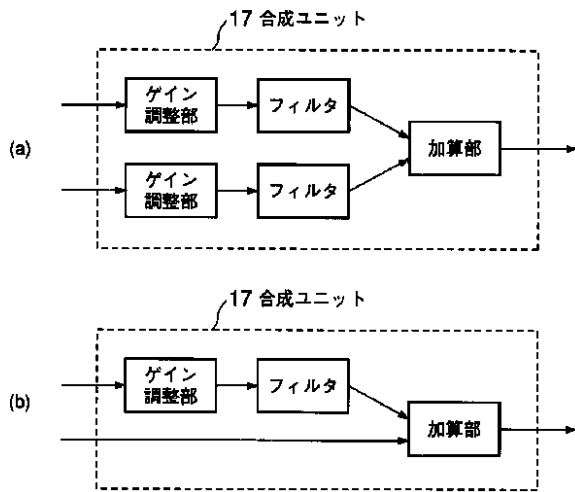 17 合成ユニット
(a)
ゲイン
調整部
フィルタ
ゲイン
調整部
フィルタ
加算部
17 合成ユニット
(b)
ゲイン
調整部
フィルタ
加算部